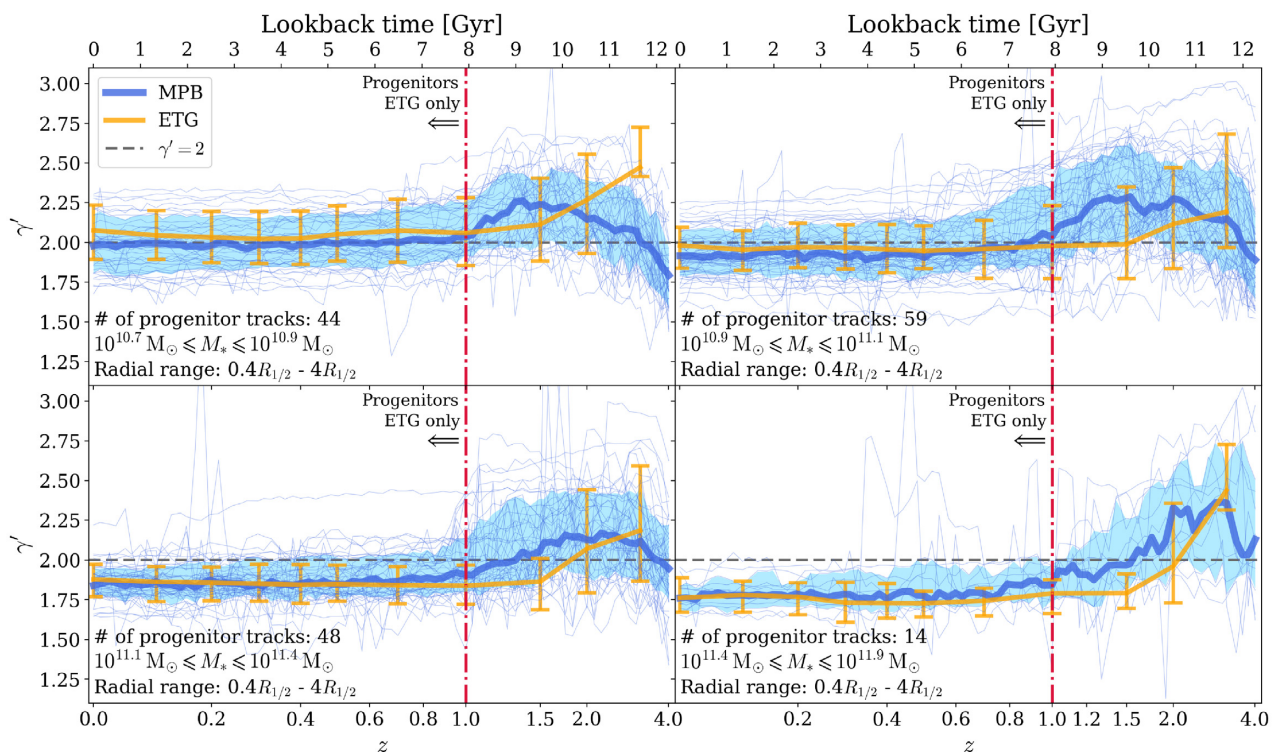 Lookback time [Gyr] Lookback time [Gyr]
0 1 2 3 4 5 6 7 8 9 10 11 12 0 1 2 3 4 5 6 7 8 9 10 11 12
3.00
2.75
2.50
2.25
2.00
1.75
1.50
1.25
γ′
MPB
ETG
γ′ = 2
Progenitors
ETG only
⇐
# of progenitor tracks: 44
10^10.7 M⊙ ⩽ M* ⩽ 10^10.9 M⊙
Radial range: 0.4R1/2 - 4R1/2
Progenitors
ETG only
⇐
# of progenitor tracks: 59
10^10.9 M⊙ ⩽ M* ⩽ 10^11.1 M⊙
Radial range: 0.4R1/2 - 4R1/2
3.00
2.75
2.50
2.25
2.00
1.75
1.50
1.25
γ′
Progenitors
ETG only
⇐
# of progenitor tracks: 48
10^11.1 M⊙ ⩽ M* ⩽ 10^11.4 M⊙
Radial range: 0.4R1/2 - 4R1/2
Progenitors
ETG only
⇐
# of progenitor tracks: 14
10^11.4 M⊙ ⩽ M* ⩽ 10^11.9 M⊙
Radial range: 0.4R1/2 - 4R1/2
0.0 0.2 0.4 0.6 0.8 1.0 1.5 2.0 4.0 0.2 0.4 0.6 0.8 1.0 1.2 1.5 2.0 4.0
z z